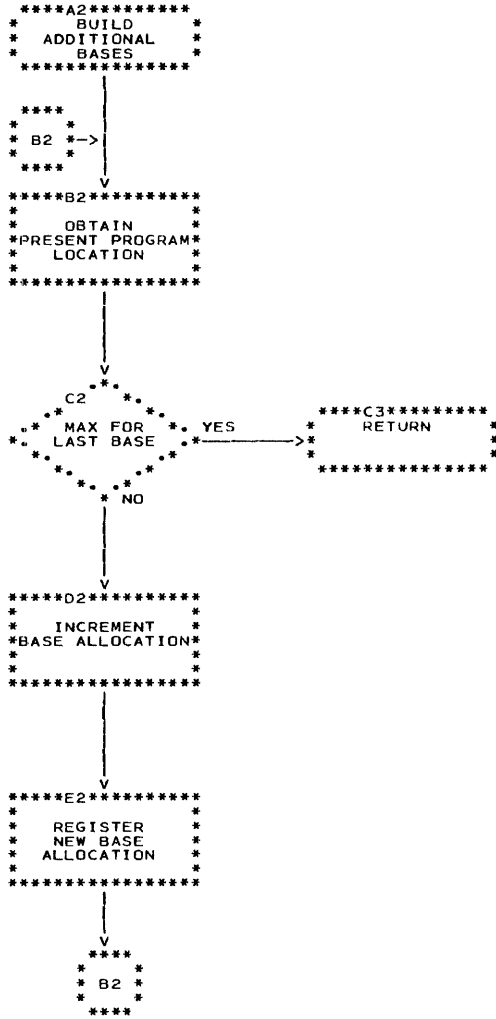 A2
BUILD
ADDITIONAL
BASES
B2
B2
OBTAIN
PRESENT PROGRAM
LOCATION
C2
MAX FOR
LAST BASE
YES
C3
RETURN
NO
D2
INCREMENT
BASE ALLOCATION
E2
REGISTER
NEW BASE
ALLOCATION
B2